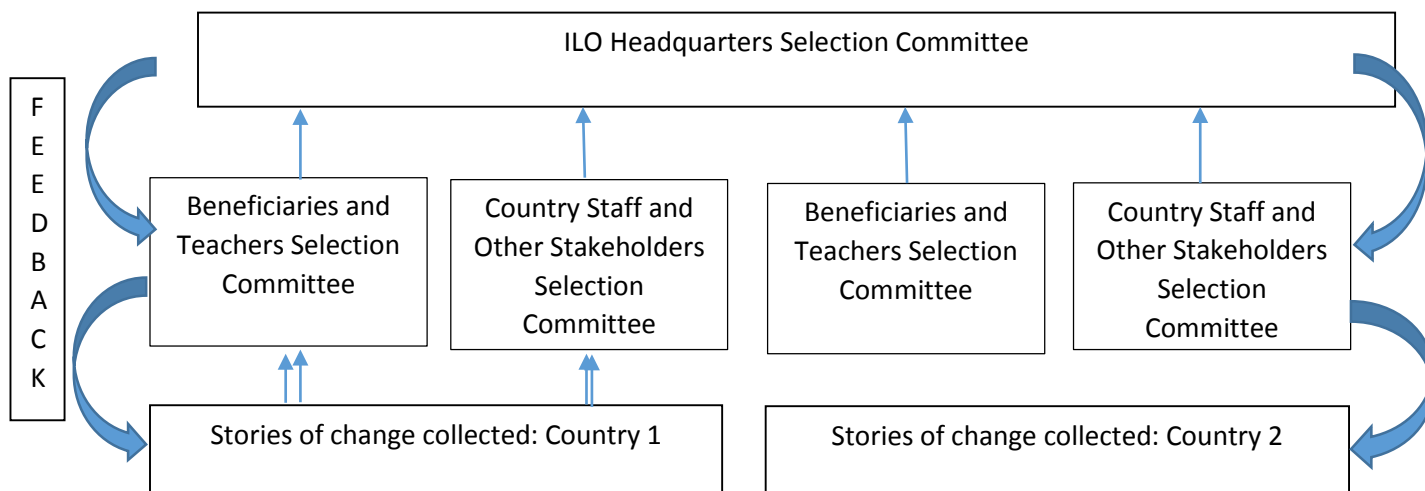 ILO Headquarters Selection Committee
F
E
E
D
B
A
C
K
Beneficiaries and
Teachers Selection
Committee
Country Staff and
Other Stakeholders
Selection
Committee
Beneficiaries and
Teachers Selection
Committee
Country Staff and
Other Stakeholders
Selection
Committee
Stories of change collected: Country 1
Stories of change collected: Country 2